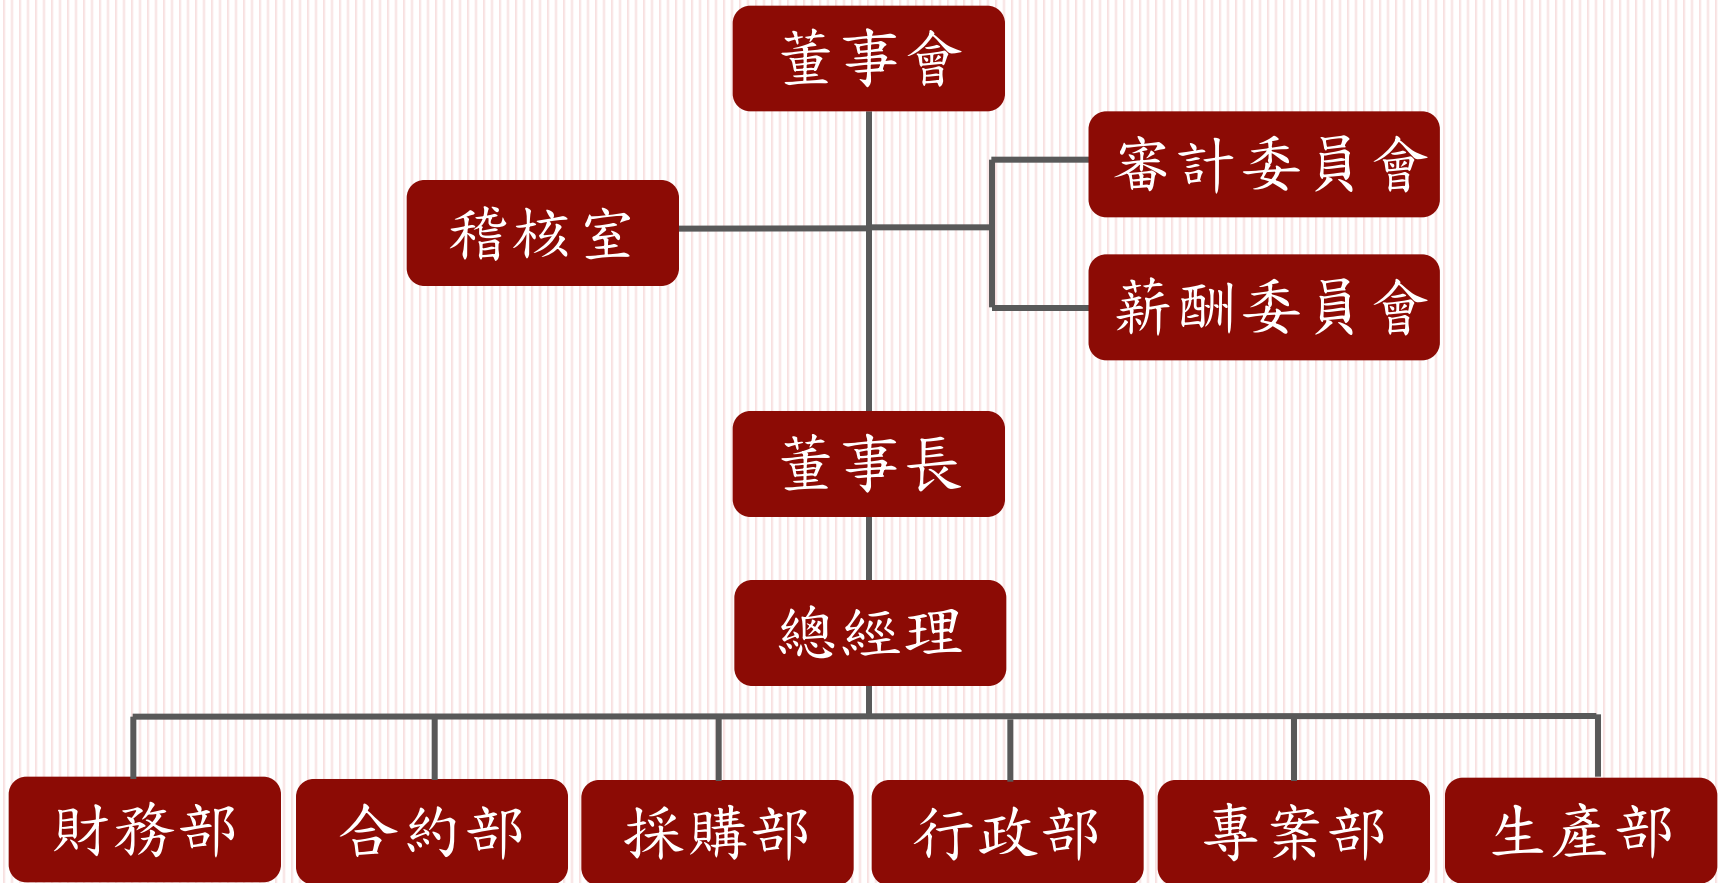 董事會
審計委員會
稽核室
薪酬委員會
董事長
總經理
財務部
合約部
採購部
行政部
專案部
生產部